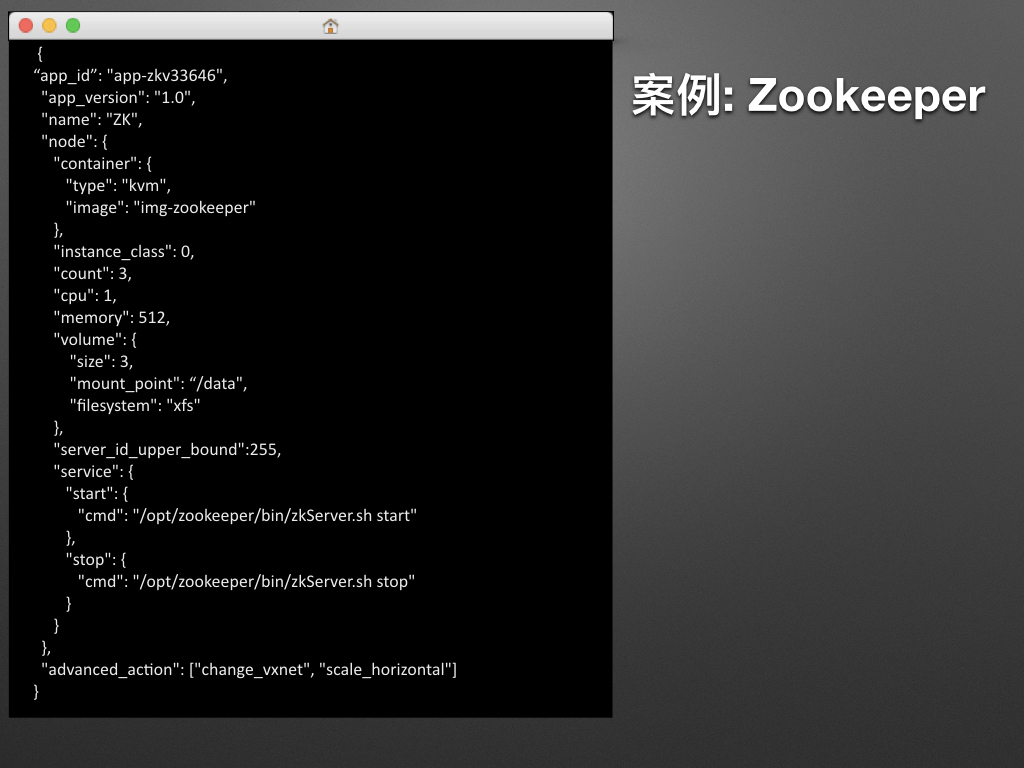 {
“app_id”: "app-zkv33646",
"app_version": "1.0",
"name": "ZK",
"node": {
"container": {
"type": "kvm",
"image": "img-zookeeper"
},
"instance_class": 0,
"count": 3,
"cpu": 1,
"memory": 512,
"volume": {
"size": 3,
"mount_point": “/data",
"filesystem": "xfs"
},
"server_id_upper_bound":255,
"service": {
"start": {
"cmd": "/opt/zookeeper/bin/zkServer.sh start"
},
"stop": {
"cmd": "/opt/zookeeper/bin/zkServer.sh stop"
}
}
},
"advanced_action": ["change_vxnet", "scale_horizontal"]
}
案例: Zookeeper